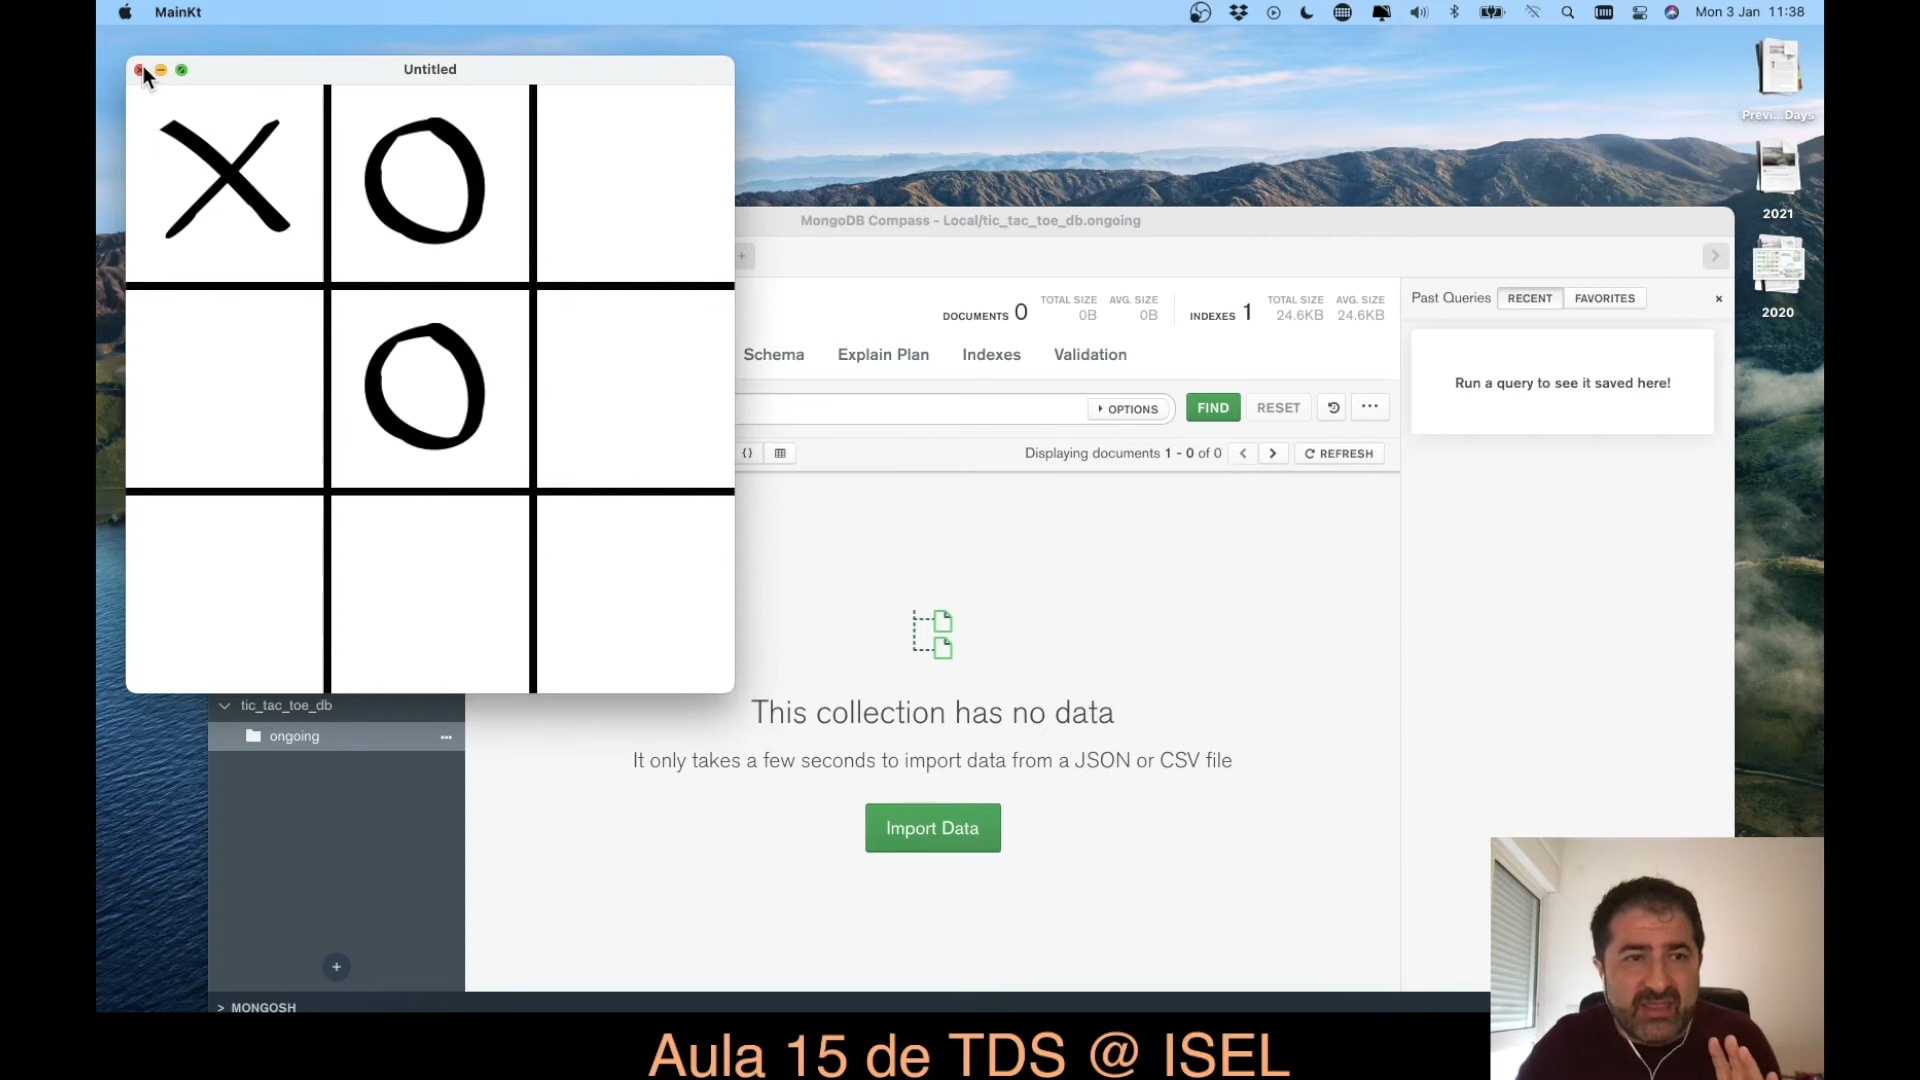 MainKt
Mon 3 Jan 11:38
Untitled
X O
O
Previ...Days
2021
2020
MongoDB Compass - Local/tic_tac_toe_db.ongoing
DOCUMENTS 0
TOTAL SIZE AVG. SIZE
0B 0B
INDEXES 1
TOTAL SIZE AVG. SIZE
24.6KB 24.6KB
Past Queries RECENT FAVORITES ×
Schema Explain Plan Indexes Validation
Run a query to see it saved here!
OPTIONS FIND RESET ...
{} Displaying documents 1 - 0 of 0 < > REFRESH
tic_tac_toe_db
ongoing ...
This collection has no data
It only takes a few seconds to import data from a JSON or CSV file
Import Data
+
> MONGOSH
Aula 15 de TDS @ ISEL